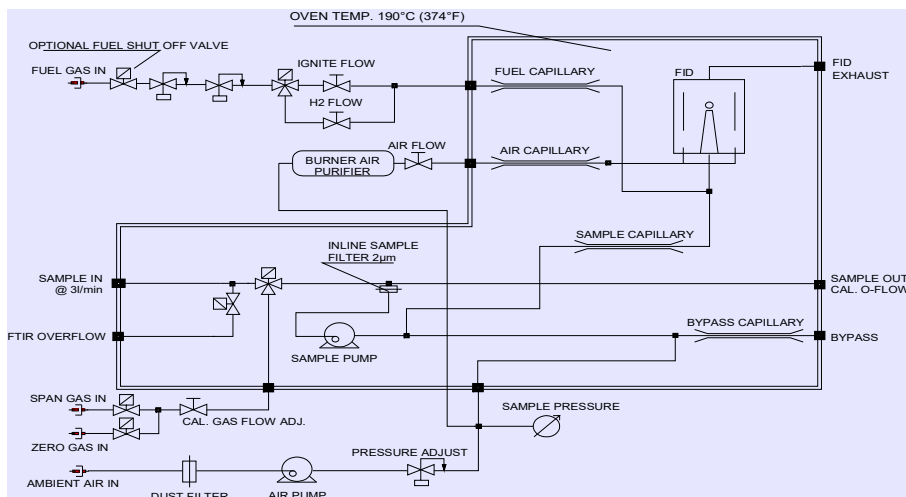 OVEN TEMP. 190°C (374°F)
OPTIONAL FUEL SHUT OFF VALVE
FUEL GAS IN
IGNITE FLOW
FUEL CAPILLARY
FID
FID
EXHAUST
H2 FLOW
AIR FLOW
BURNER AIR
PURIFIER
AIR CAPILLARY
SAMPLE CAPILLARY
INLINE SAMPLE
FILTER 2µm
SAMPLE IN
@ 3l/min
SAMPLE OUT
CAL. O-FLOW
FTIR OVERFLOW
SAMPLE PUMP
BYPASS CAPILLARY
BYPASS
SPAN GAS IN
CAL. GAS FLOW ADJ.
SAMPLE PRESSURE
ZERO GAS IN
PRESSURE ADJUST
AMBIENT AIR IN
DUST FILTER
AIR PUMP